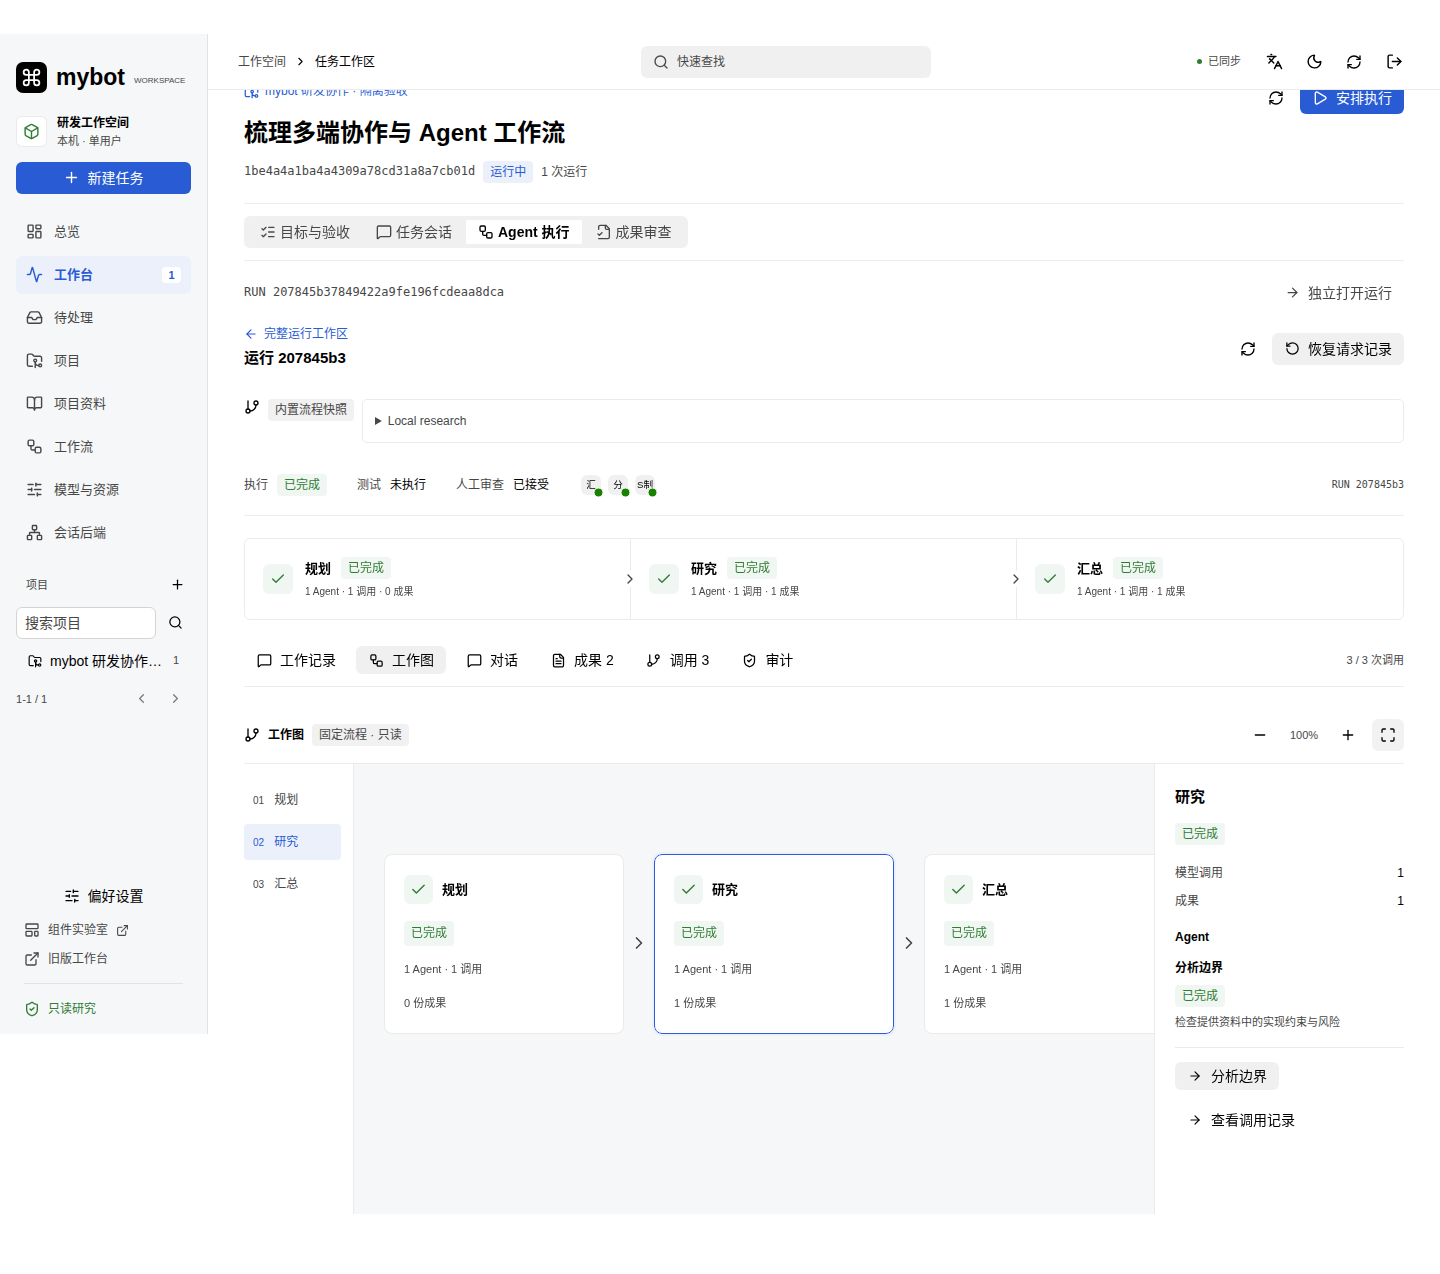 mybot WORKSPACE
研发工作空间
本机 · 单用户
新建任务
总览
工作台 1
待处理
项目
项目资料
工作流
模型与资源
会话后端
项目
搜索项目
mybot 研发协作… 1
1-1 / 1
偏好设置
组件实验室
旧版工作台
只读研究
工作空间 任务工作区
快速查找
已同步
mybot 研发协作 · 隔离验收
安排执行
梳理多端协作与 Agent 工作流
1be4a4a1ba4a4309a78cd31a8a7cb01d 运行中 1 次运行
目标与验收 任务会话 Agent 执行 成果审查
RUN 207845b37849422a9fe196fcdeaa8dca 独立打开运行
完整运行工作区
运行 207845b3
恢复请求记录
内置流程快照 Local research
执行 已完成 测试 未执行 人工审查 已接受 汇 分 S制 RUN 207845b3
规划 已完成
1 Agent · 1 调用 · 0 成果
研究 已完成
1 Agent · 1 调用 · 1 成果
汇总 已完成
1 Agent · 1 调用 · 1 成果
工作记录 工作图 对话 成果 2 调用 3 审计 3 / 3 次调用
工作图 固定流程 · 只读 100%
01 规划
02 研究
03 汇总
规划
已完成
1 Agent · 1 调用
0 份成果
研究
已完成
1 Agent · 1 调用
1 份成果
汇总
已完成
1 Agent · 1 调用
1 份成果
研究
已完成
模型调用 1
成果 1
Agent
分析边界
已完成
检查提供资料中的实现约束与风险
分析边界
查看调用记录